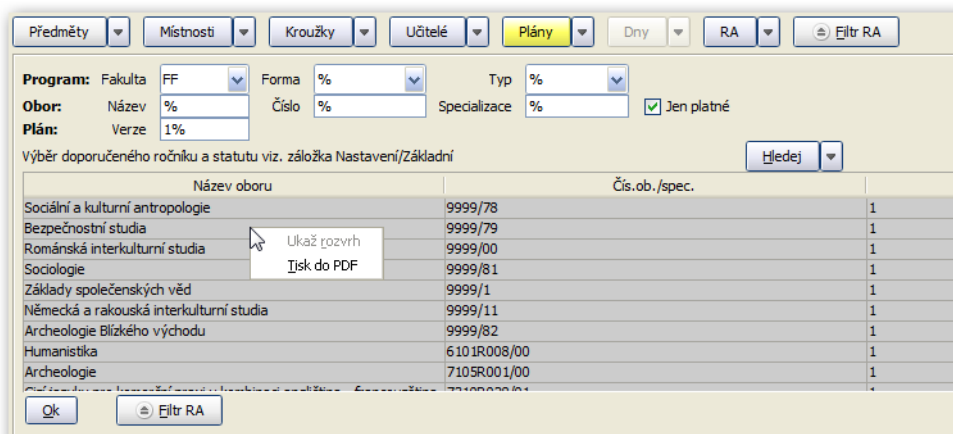 Předměty Místnosti Kroužky Učitelé Plány Dny RA Filtr RA
Program: Fakulta FF Forma % Typ %
Obor: Název % Číslo % Specializace % Jen platné
Plán: Verze 1%
Výběr doporučeného ročníku a statutu viz. záložka Nastavení/Základní Hledej
Název oboru Čís.ob./spec.
Sociální a kulturní antropologie 9999/78 1
Bezpečnostní studia 9999/79 1
Ukaž rozvrh
Románská interkulturní studia 9999/00 1
Tisk do PDF
Sociologie 9999/81 1
Základy společenských věd 9999/1 1
Německá a rakouská interkulturní studia 9999/11 1
Archeologie Blízkého východu 9999/82 1
Humanistika 6101R008/00 1
Archeologie 7105R001/00 1
Ok Filtr RA